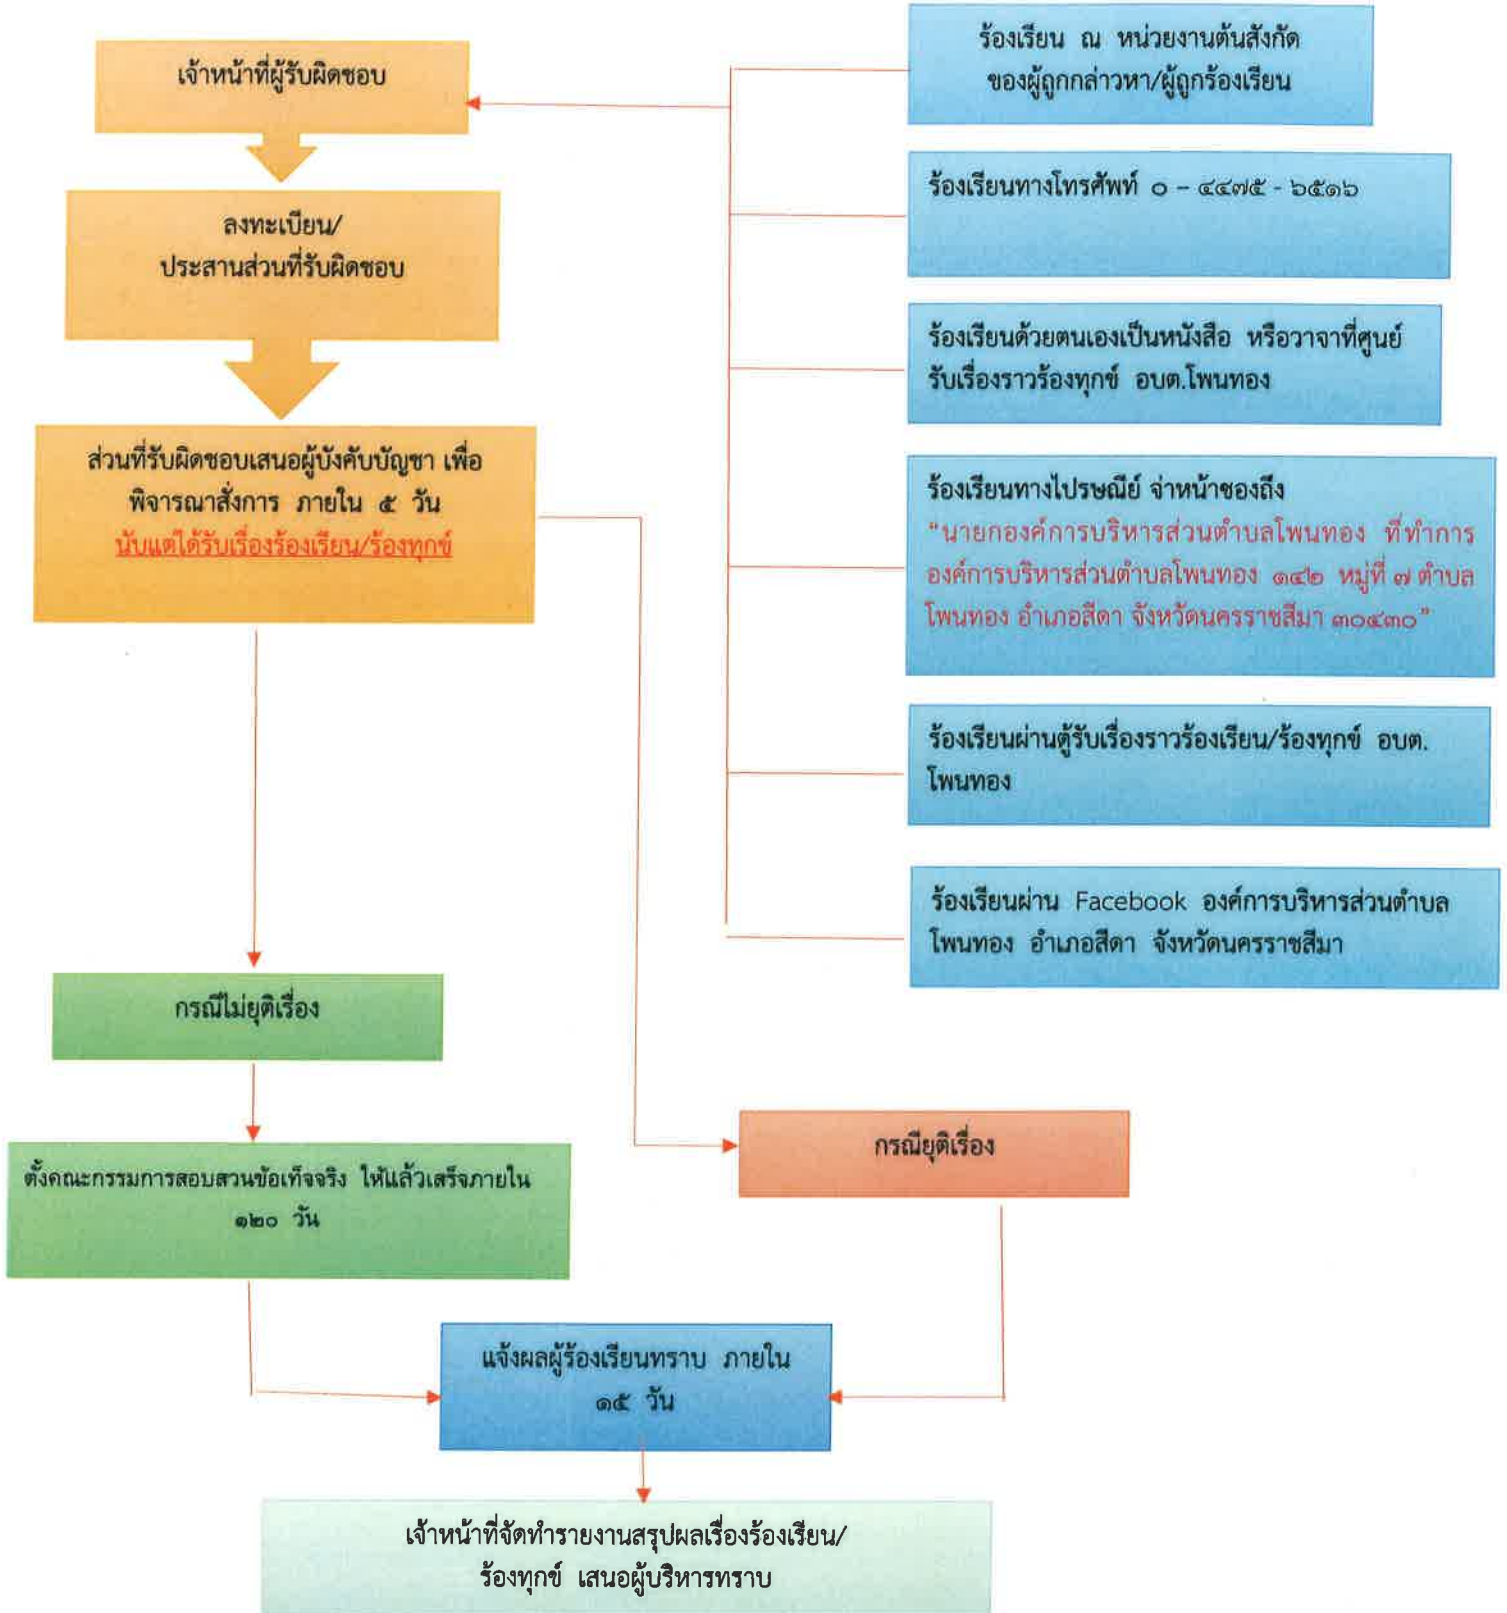 เจ้าหน้าที่ผู้รับผิดชอบ
ลงทะเบียน/
ประสานส่วนที่รับผิดชอบ
ส่วนที่รับผิดชอบเสนอผู้บังคับบัญชา เพื่อ
พิจารณาสั่งการ ภายใน ๕ วัน
นับแต่ได้รับเรื่องร้องเรียน/ร้องทุกข์
ร้องเรียน ณ หน่วยงานต้นสังกัด
ของผู้ถูกกล่าวหา/ผู้ถูกร้องเรียน
ร้องเรียนทางโทรศัพท์ ๐ – ๔๔๗๕ - ๖๕๑๖
ร้องเรียนด้วยตนเองเป็นหนังสือ หรือวาจาที่ศูนย์
รับเรื่องราวร้องทุกข์ อบต.โพนทอง
ร้องเรียนทางไปรษณีย์ จ่าหน้าซองถึง
"นายกองค์การบริหารส่วนตำบลโพนทอง ที่ทำการ
องค์การบริหารส่วนตำบลโพนทอง ๑๔๒ หมู่ที่ ๗ ตำบล
โพนทอง อำเภอสีดา จังหวัดนครราชสีมา ๓๐๔๓๐"
ร้องเรียนผ่านตู้รับเรื่องราวร้องเรียน/ร้องทุกข์ อบต.
โพนทอง
ร้องเรียนผ่าน Facebook องค์การบริหารส่วนตำบล
โพนทอง อำเภอสีดา จังหวัดนครราชสีมา
กรณีไม่ยุติเรื่อง
ตั้งคณะกรรมการสอบสวนข้อเท็จจริง ให้แล้วเสร็จภายใน
๑๒๐ วัน
กรณียุติเรื่อง
แจ้งผลผู้ร้องเรียนทราบ ภายใน
๑๕ วัน
เจ้าหน้าที่จัดทำรายงานสรุปผลเรื่องร้องเรียน/
ร้องทุกข์ เสนอผู้บริหารทราบ